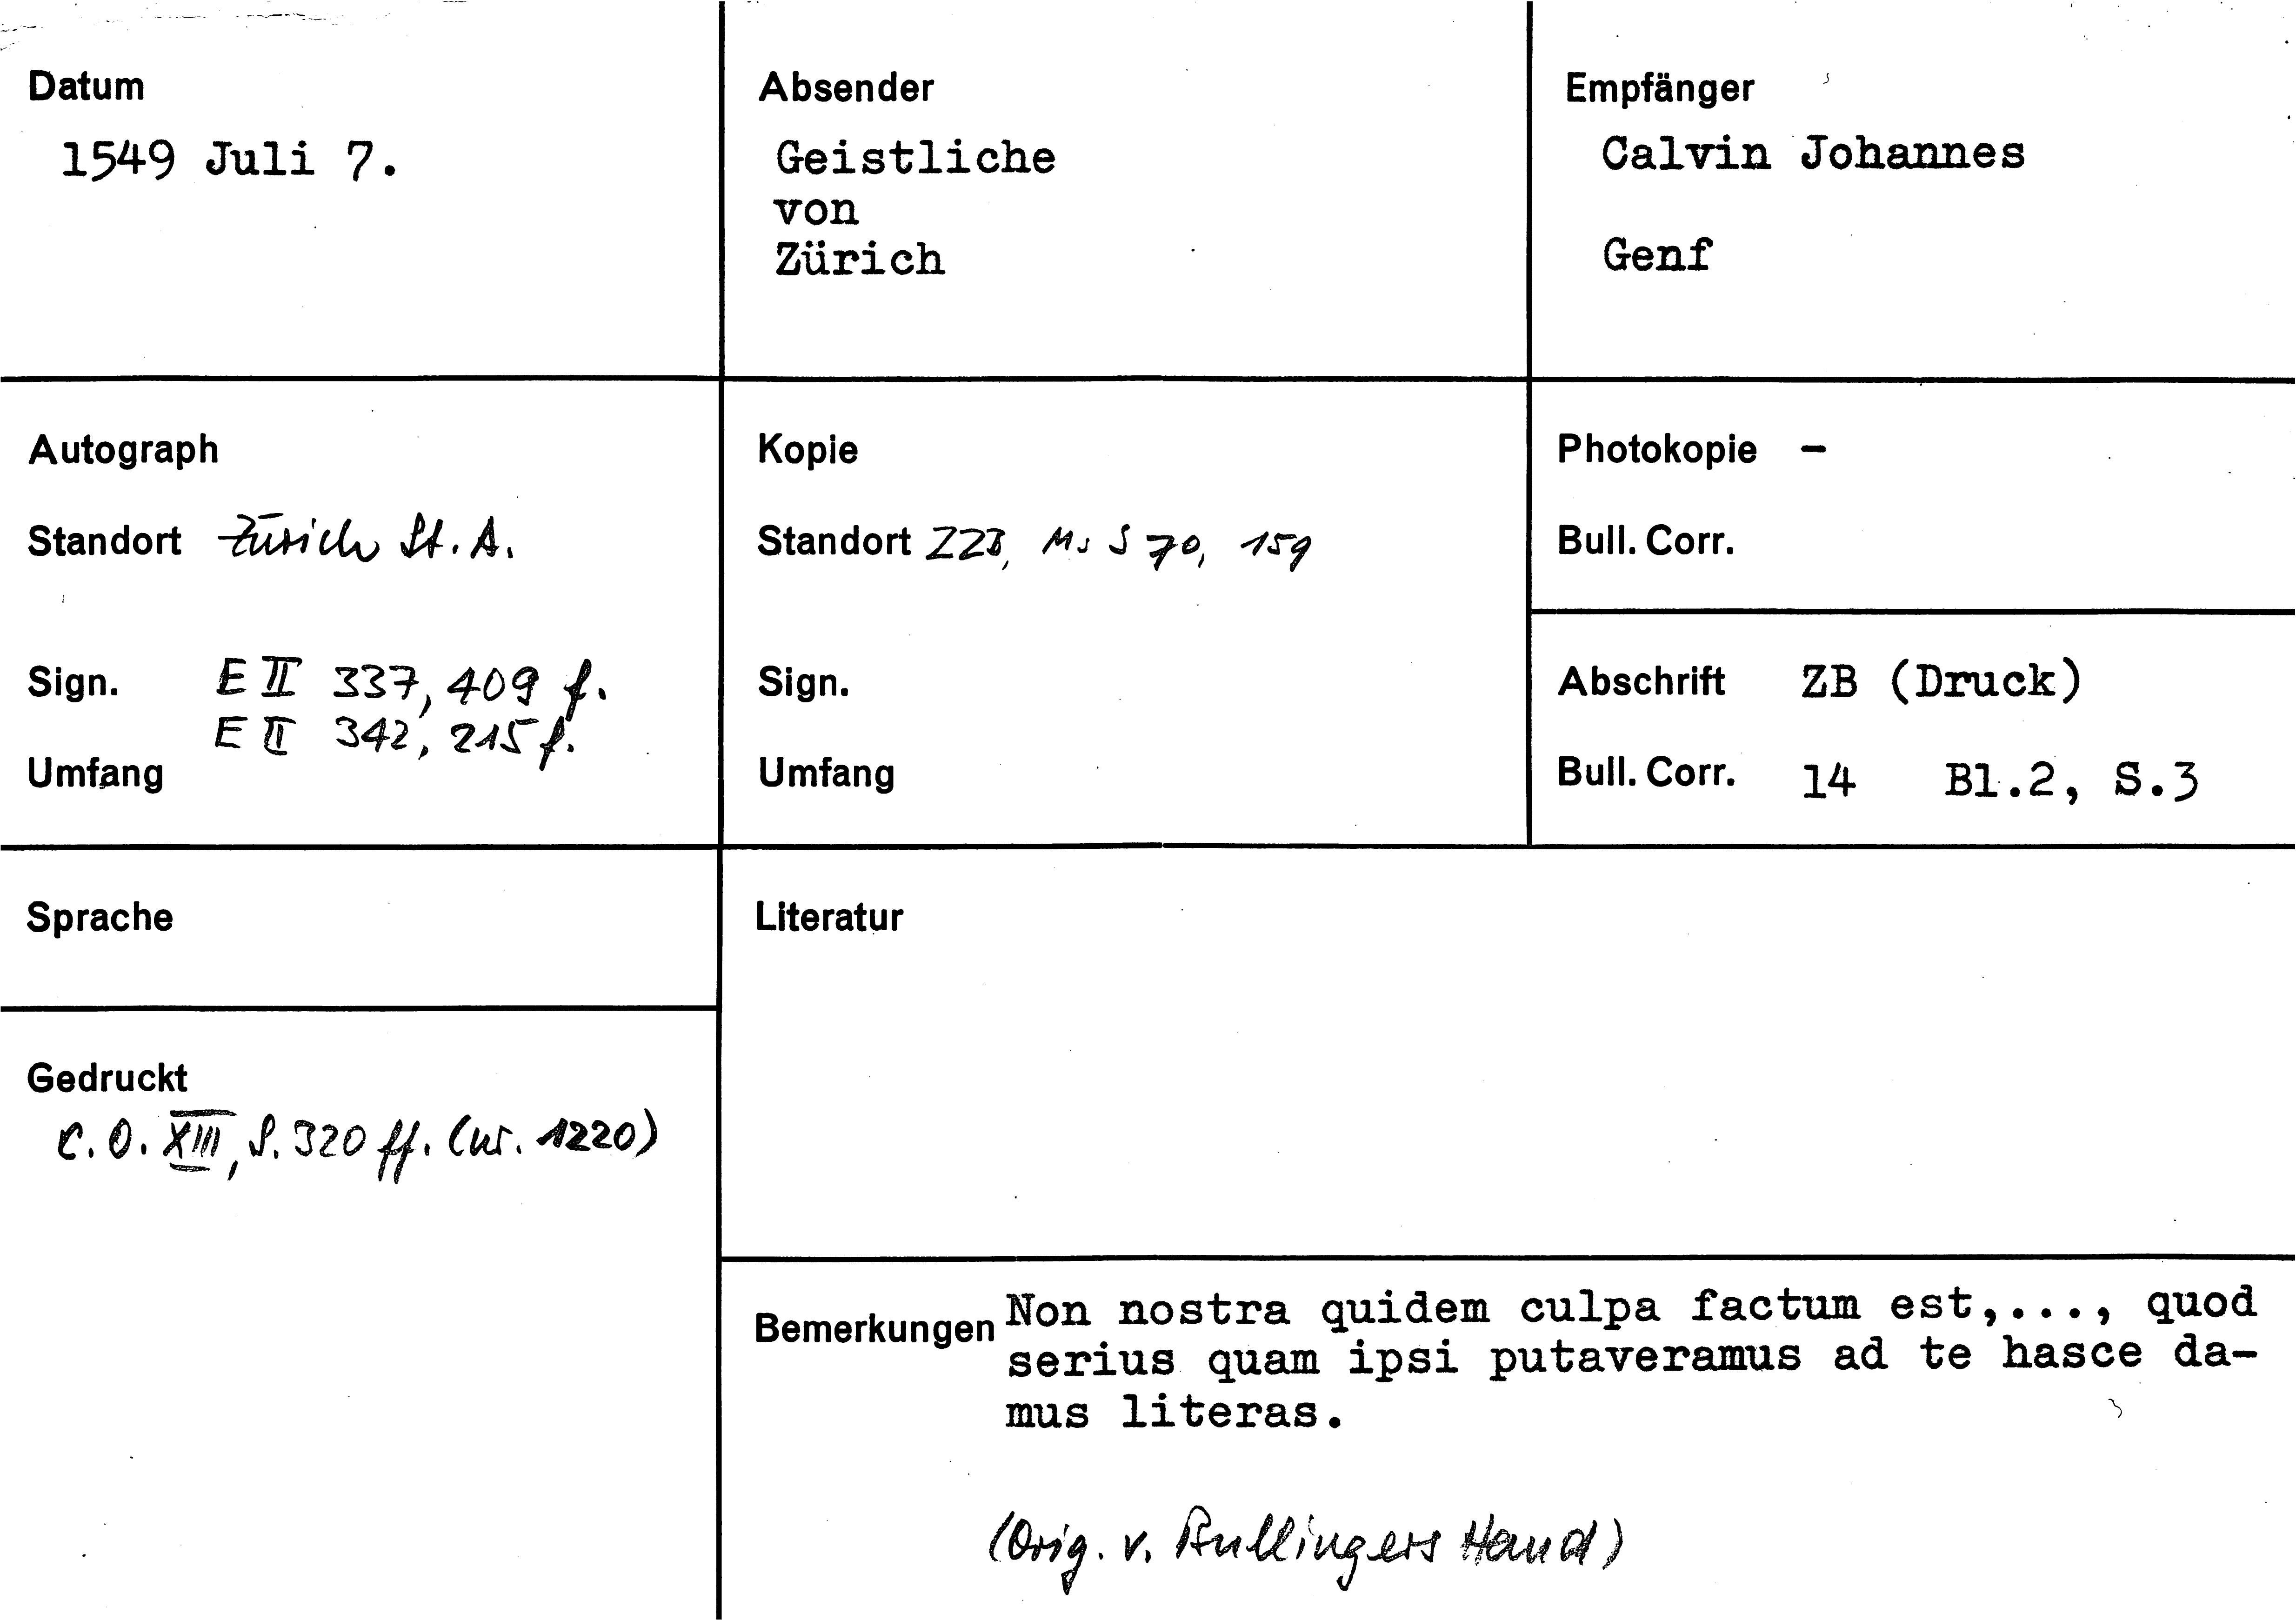 Datum
1549 Juli 7.
Absender
Geistliche
von
Zürich
Empfänger
Calvin Johannes
Genf
Autograph
Standort Zürich St. A.
Sign. E II 337, 409 f.
E II 342, 215 f.
Umfang
Kopie
Standort ZZB, Ms S 70, 159
Sign.
Umfang
Photokopie –
Bull. Corr.
Abschrift ZB (Druck)
Bull. Corr. 14 Bl.2, S.3
Sprache
Gedruckt
C. O. XIII, S. 320 ff. (Nr. 1220)
Literatur
Bemerkungen Non nostra quidem culpa factum est,..., quod
serius quam ipsi putaveramus ad te hasce da-
mus literas.
(Orig. v. Bullingers Hand)